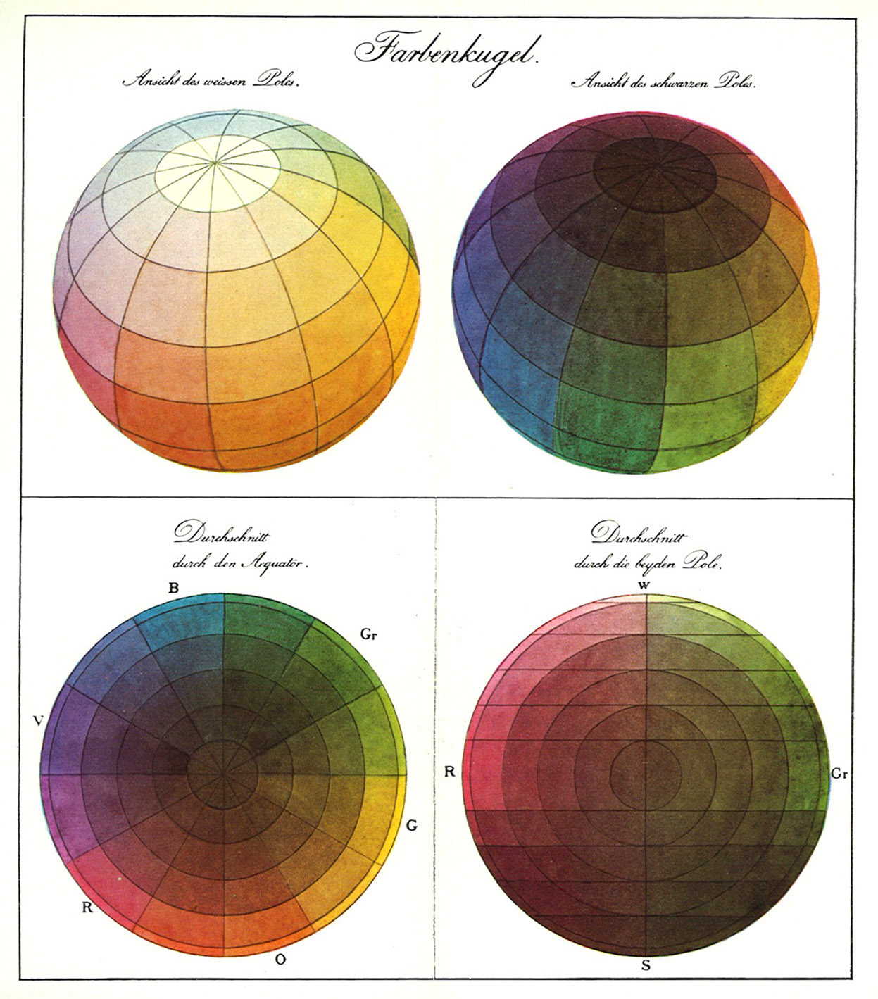 Farbenkugel.
Ansicht des weissen Poles.
Ansicht des schwarzen Poles.
Durchschnitt
durch den Aequator.
B
Gr
V
G
R
O
Durchschnitt
durch die beyden Pole.
W
R
Gr
S